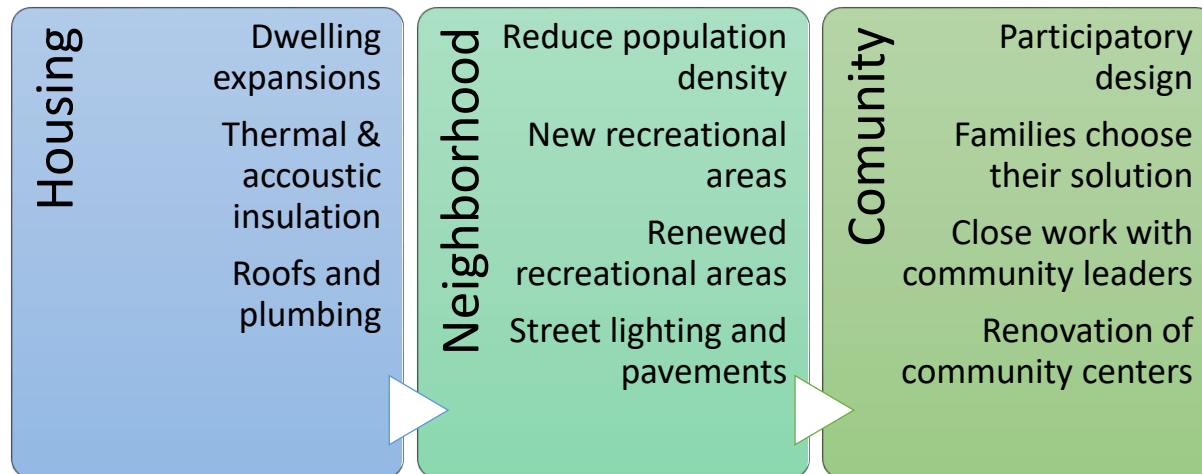 Housing
Dwelling
expansions
Thermal &
accoustic
insulation
Roofs and
plumbing
Neighborhood
Reduce population
density
New recreational
areas
Renewed
recreational areas
Street lighting and
pavements
Comunity
Participatory
design
Families choose
their solution
Close work with
community leaders
Renovation of
community centers